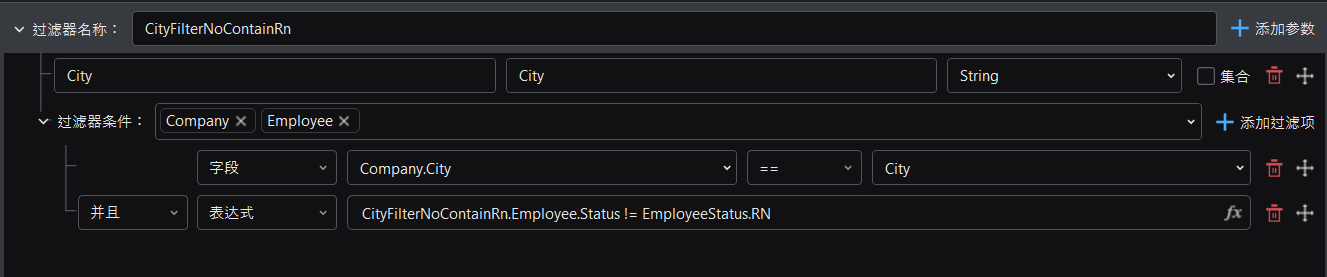 过滤器名称： CityFilterNoContainRn 添加参数
City City String 集合
过滤器条件： Company Employee 添加过滤项
字段 Company.City == City
并且 表达式 CityFilterNoContainRn.Employee.Status != EmployeeStatus.RN fx